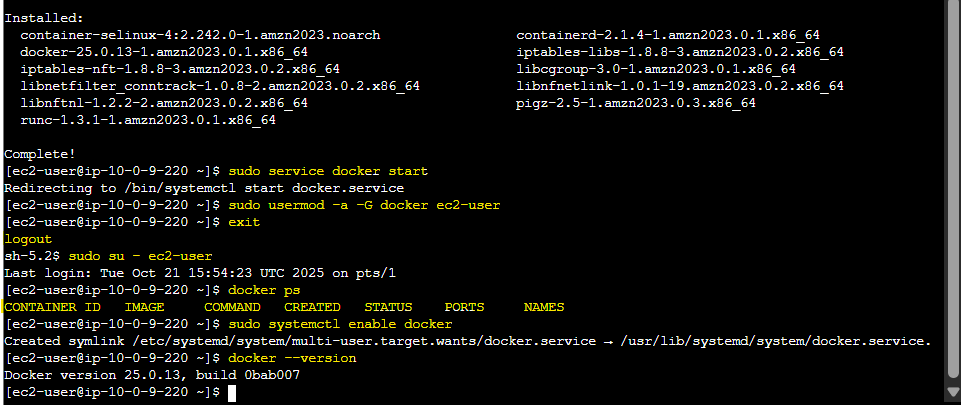 Installed:
container-selinux-4:2.242.0-1.amzn2023.noarch containerd-2.1.4-1.amzn2023.0.1.x86_64
docker-25.0.13-1.amzn2023.0.1.x86_64 iptables-libs-1.8.8-3.amzn2023.0.2.x86_64
iptables-nft-1.8.8-3.amzn2023.0.2.x86_64 libcgroup-3.0-1.amzn2023.0.1.x86_64
libnetfilter_conntrack-1.0.8-2.amzn2023.0.2.x86_64 libnfnetlink-1.0.1-19.amzn2023.0.2.x86_64
libnftnl-1.2.2-2.amzn2023.0.2.x86_64 pigz-2.5-1.amzn2023.0.3.x86_64
runc-1.3.1-1.amzn2023.0.1.x86_64
Complete!
[ec2-user@ip-10-0-9-220 ~]$ sudo service docker start
Redirecting to /bin/systemctl start docker.service
[ec2-user@ip-10-0-9-220 ~]$ sudo usermod -a -G docker ec2-user
[ec2-user@ip-10-0-9-220 ~]$ exit
logout
sh-5.2$ sudo su - ec2-user
Last login: Tue Oct 21 15:54:23 UTC 2025 on pts/1
[ec2-user@ip-10-0-9-220 ~]$ docker ps
CONTAINER ID IMAGE COMMAND CREATED STATUS PORTS NAMES
[ec2-user@ip-10-0-9-220 ~]$ sudo systemctl enable docker
Created symlink /etc/systemd/system/multi-user.target.wants/docker.service → /usr/lib/systemd/system/docker.service.
[ec2-user@ip-10-0-9-220 ~]$ docker --version
Docker version 25.0.13, build 0bab007
[ec2-user@ip-10-0-9-220 ~]$